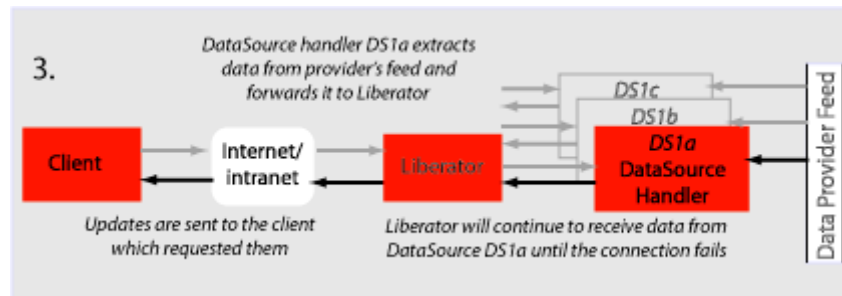 3.
DataSource handler DS1a extracts
data from provider's feed and
forwards it to Liberator
DS1c
DS1b
DS1a
DataSource
Handler
Client
Internet/
intranet
Liberator
Data Provider Feed
Updates are sent to the client
which requested them
Liberator will continue to receive data from
DataSource DS1a until the connection fails